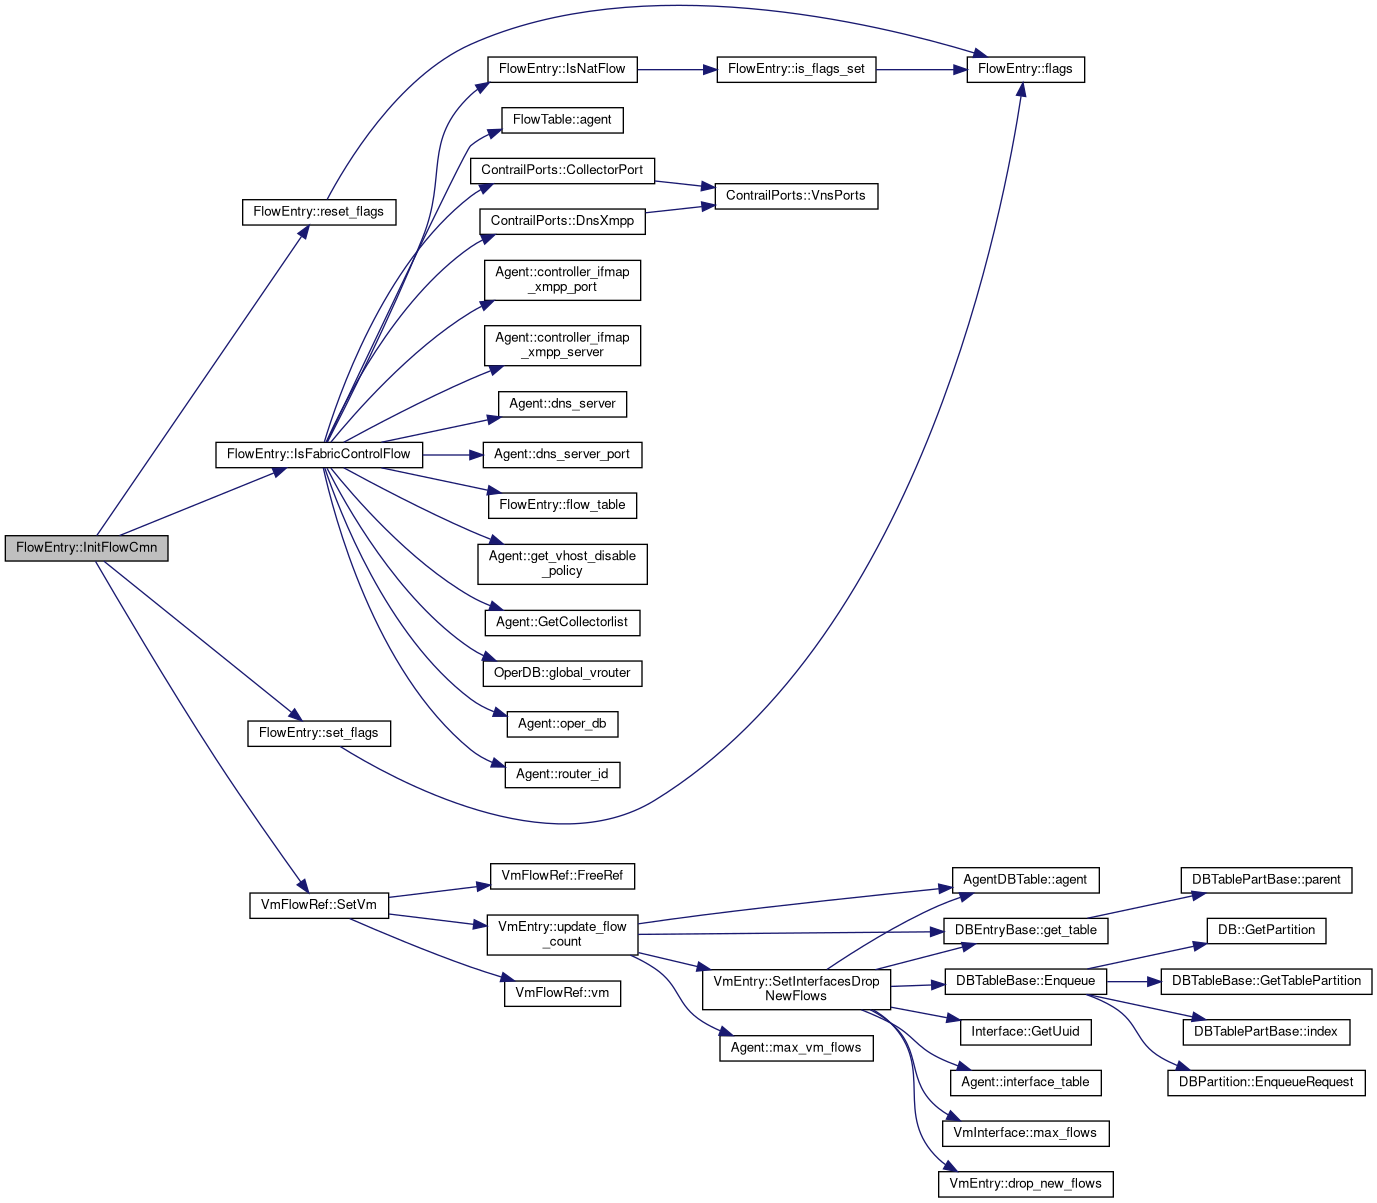 FlowEntry::IsNatFlow
FlowEntry::is_flags_set
FlowEntry::flags
FlowTable::agent
ContrailPorts::CollectorPort
ContrailPorts::VnsPorts
FlowEntry::reset_flags
ContrailPorts::DnsXmpp
Agent::controller_ifmap
_xmpp_port
Agent::controller_ifmap
_xmpp_server
Agent::dns_server
FlowEntry::IsFabricControlFlow
Agent::dns_server_port
FlowEntry::flow_table
FlowEntry::InitFlowCmn
Agent::get_vhost_disable
_policy
Agent::GetCollectorlist
OperDB::global_vrouter
Agent::oper_db
FlowEntry::set_flags
Agent::router_id
VmFlowRef::FreeRef
AgentDBTable::agent
DBTablePartBase::parent
VmFlowRef::SetVm
VmEntry::update_flow
_count
DBEntryBase::get_table
DB::GetPartition
VmFlowRef::vm
VmEntry::SetInterfacesDrop
NewFlows
DBTableBase::Enqueue
DBTableBase::GetTablePartition
Interface::GetUuid
DBTablePartBase::index
Agent::max_vm_flows
Agent::interface_table
DBPartition::EnqueueRequest
VmInterface::max_flows
VmEntry::drop_new_flows